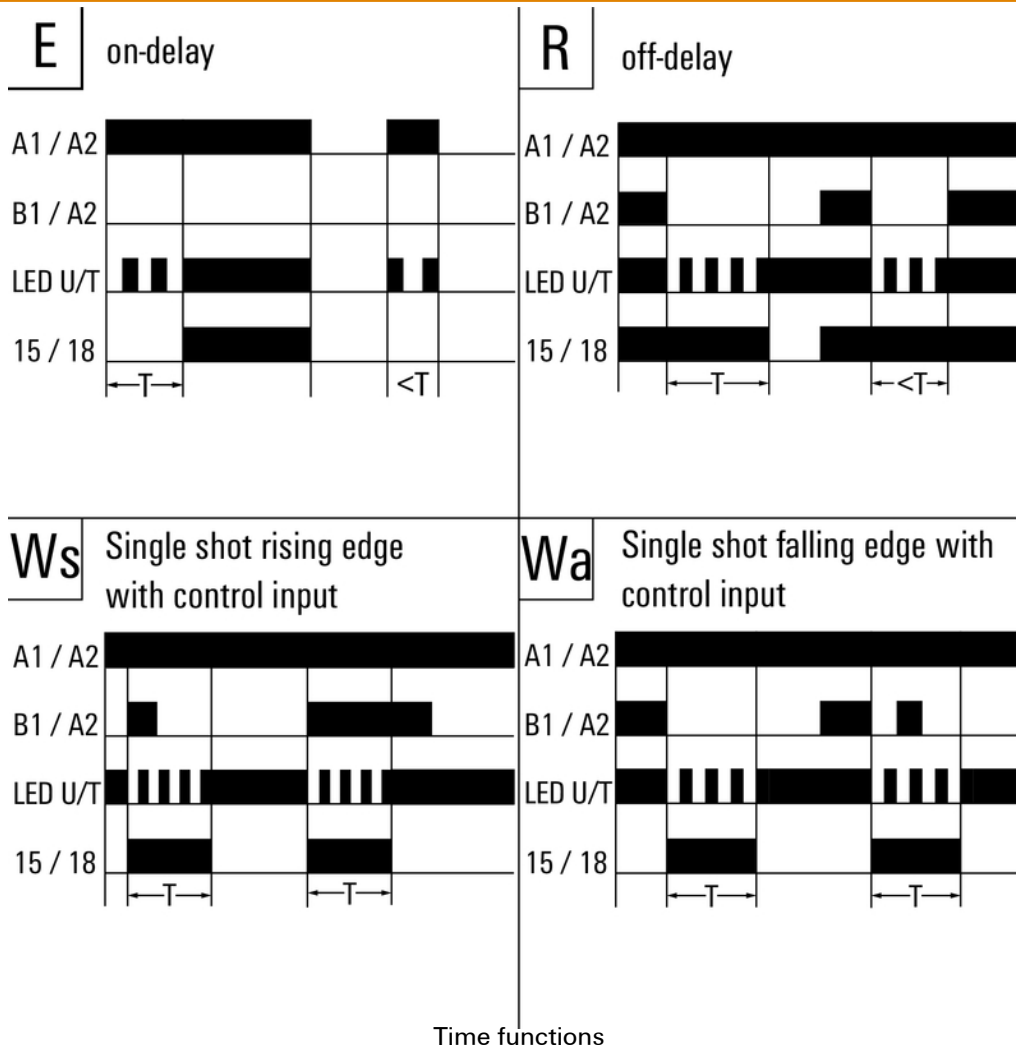 E on-delay
A1 / A2
B1 / A2
LED U/T
15 / 18
T <T
R off-delay
A1 / A2
B1 / A2
LED U/T
15 / 18
T <T
Ws Single shot rising edge
with control input
A1 / A2
B1 / A2
LED U/T
15 / 18
T T
Wa Single shot falling edge with
control input
A1 / A2
B1 / A2
LED U/T
15 / 18
T T
Time functions